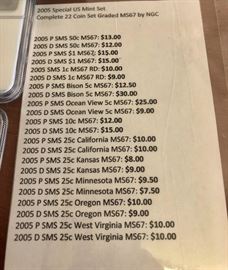 2005 Special US Mint Set
Complete 22 Coin Set Graded MS67 by NGC
2005 P SMS 50c MS67: $13.00
2005 D SMS 50c MS67: $12.00
2005 P SMS $1 MS67: $15.00
2005 D SMS $1 MS67: $15.00
2005 SMS 1c MS67 RD: $10.00
2005 D SMS 1c MS67 RD: $9.00
2005 P SMS Bison 5c MS67: $12.50
2005 D SMS Bison 5c MS67: $30.00
2005 P SMS Ocean View 5c MS67: $25.00
2005 D SMS Ocean View 5c MS67: $9.00
2005 P SMS 10c MS67: $12.00
2005 D SMS 10c MS67: $15.00
2005 P SMS 25c California MS67: $10.00
2005 D SMS 25c California MS67: $10.00
2005 P SMS 25c Kansas MS67: $8.00
2005 D SMS 25c Kansas MS67: $9.00
2005 P SMS 25c Minnesota MS67: $9.50
2005 D SMS 25c Minnesota MS67: $7.50
2005 P SMS 25c Oregon MS67: $10.00
2005 D SMS 25c Oregon MS67: $9.00
2005 P SMS 25c West Virginia MS67: $10.00
2005 D SMS 25c West Virginia MS67: $10.00